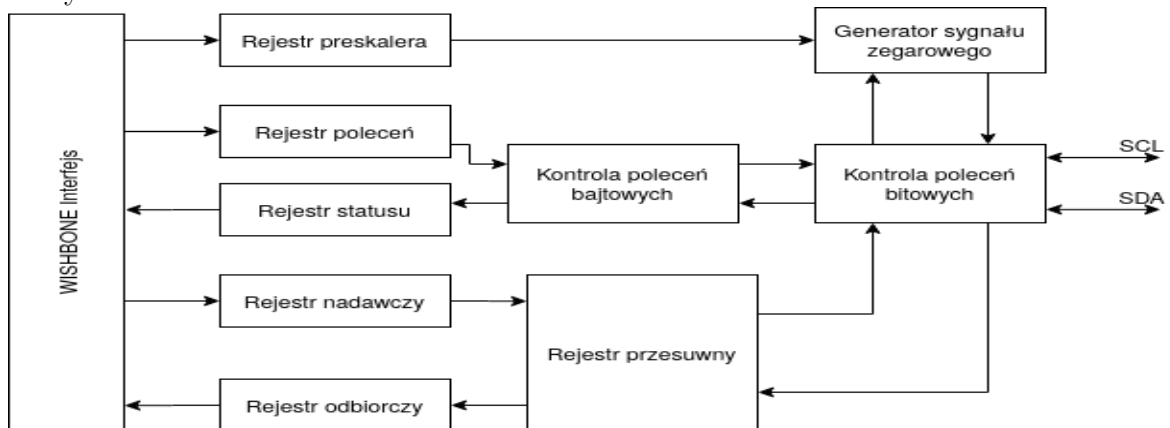 WISHBONE Interfejs
Rejestr preskalera
Generator sygnału
zegarowego
Rejestr poleceń
Kontrola poleceń
bajtowych
Kontrola poleceń
bitowych
SCL
SDA
Rejestr statusu
Rejestr nadawczy
Rejestr przesuwny
Rejestr odbiorczy